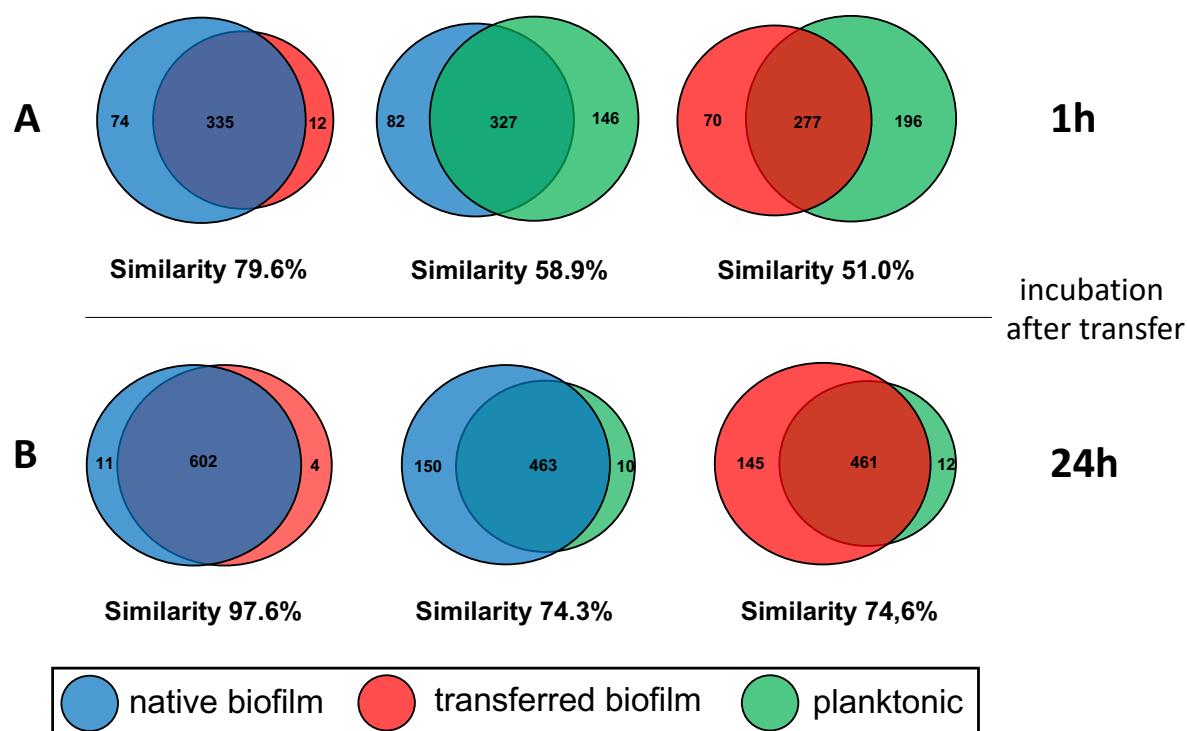 A
74
335
12
82
327
146
70
277
196
1h
Similarity 79.6%
Similarity 58.9%
Similarity 51.0%
incubation
after transfer
B
11
602
4
150
463
10
145
461
12
24h
Similarity 97.6%
Similarity 74.3%
Similarity 74,6%
native biofilm
transferred biofilm
planktonic